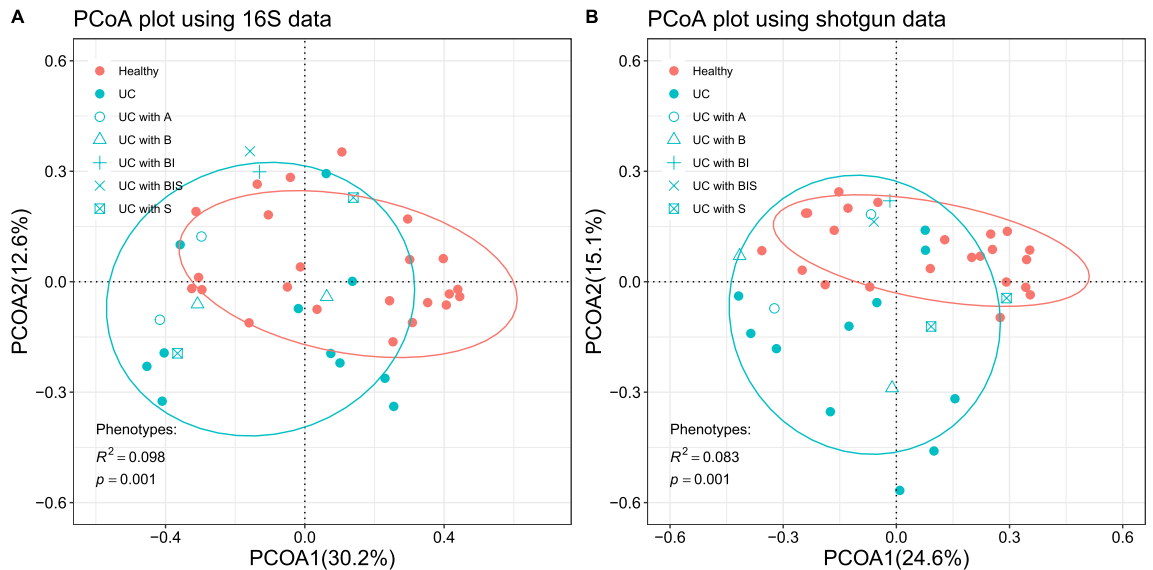 A
PCoA plot using 16S data
0.6
0.3
0.0
−0.3
−0.6
PCOA2(12.6%)
Healthy
UC
UC with A
UC with B
UC with BI
UC with BIS
UC with S
Phenotypes:
R² = 0.098
p = 0.001
−0.4
0.0
0.4
PCOA1(30.2%)
B
PCoA plot using shotgun data
0.6
0.3
0.0
−0.3
−0.6
PCOA2(15.1%)
Healthy
UC
UC with A
UC with B
UC with BI
UC with BIS
UC with S
Phenotypes:
R² = 0.083
p = 0.001
−0.6
−0.3
0.0
0.3
0.6
PCOA1(24.6%)